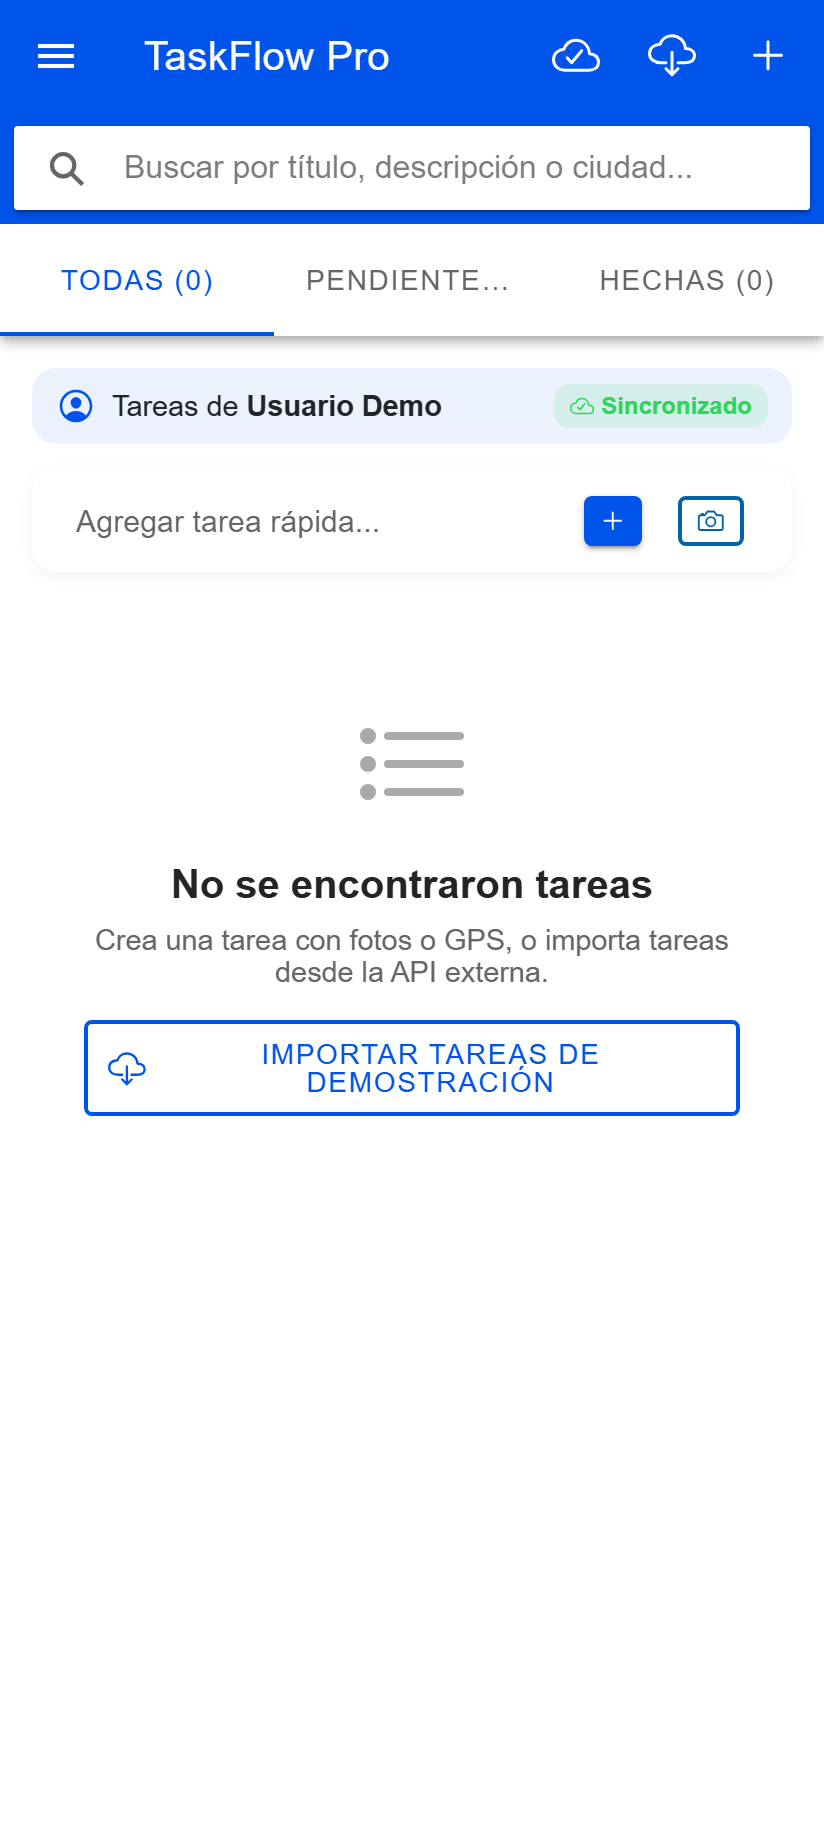 TaskFlow Pro
Buscar por título, descripción o ciudad...
TODAS (0)
PENDIENTE...
HECHAS (0)
Tareas de Usuario Demo
Sincronizado
Agregar tarea rápida...
No se encontraron tareas
Crea una tarea con fotos o GPS, o importa tareas
desde la API externa.
IMPORTAR TAREAS DE
DEMOSTRACIÓN